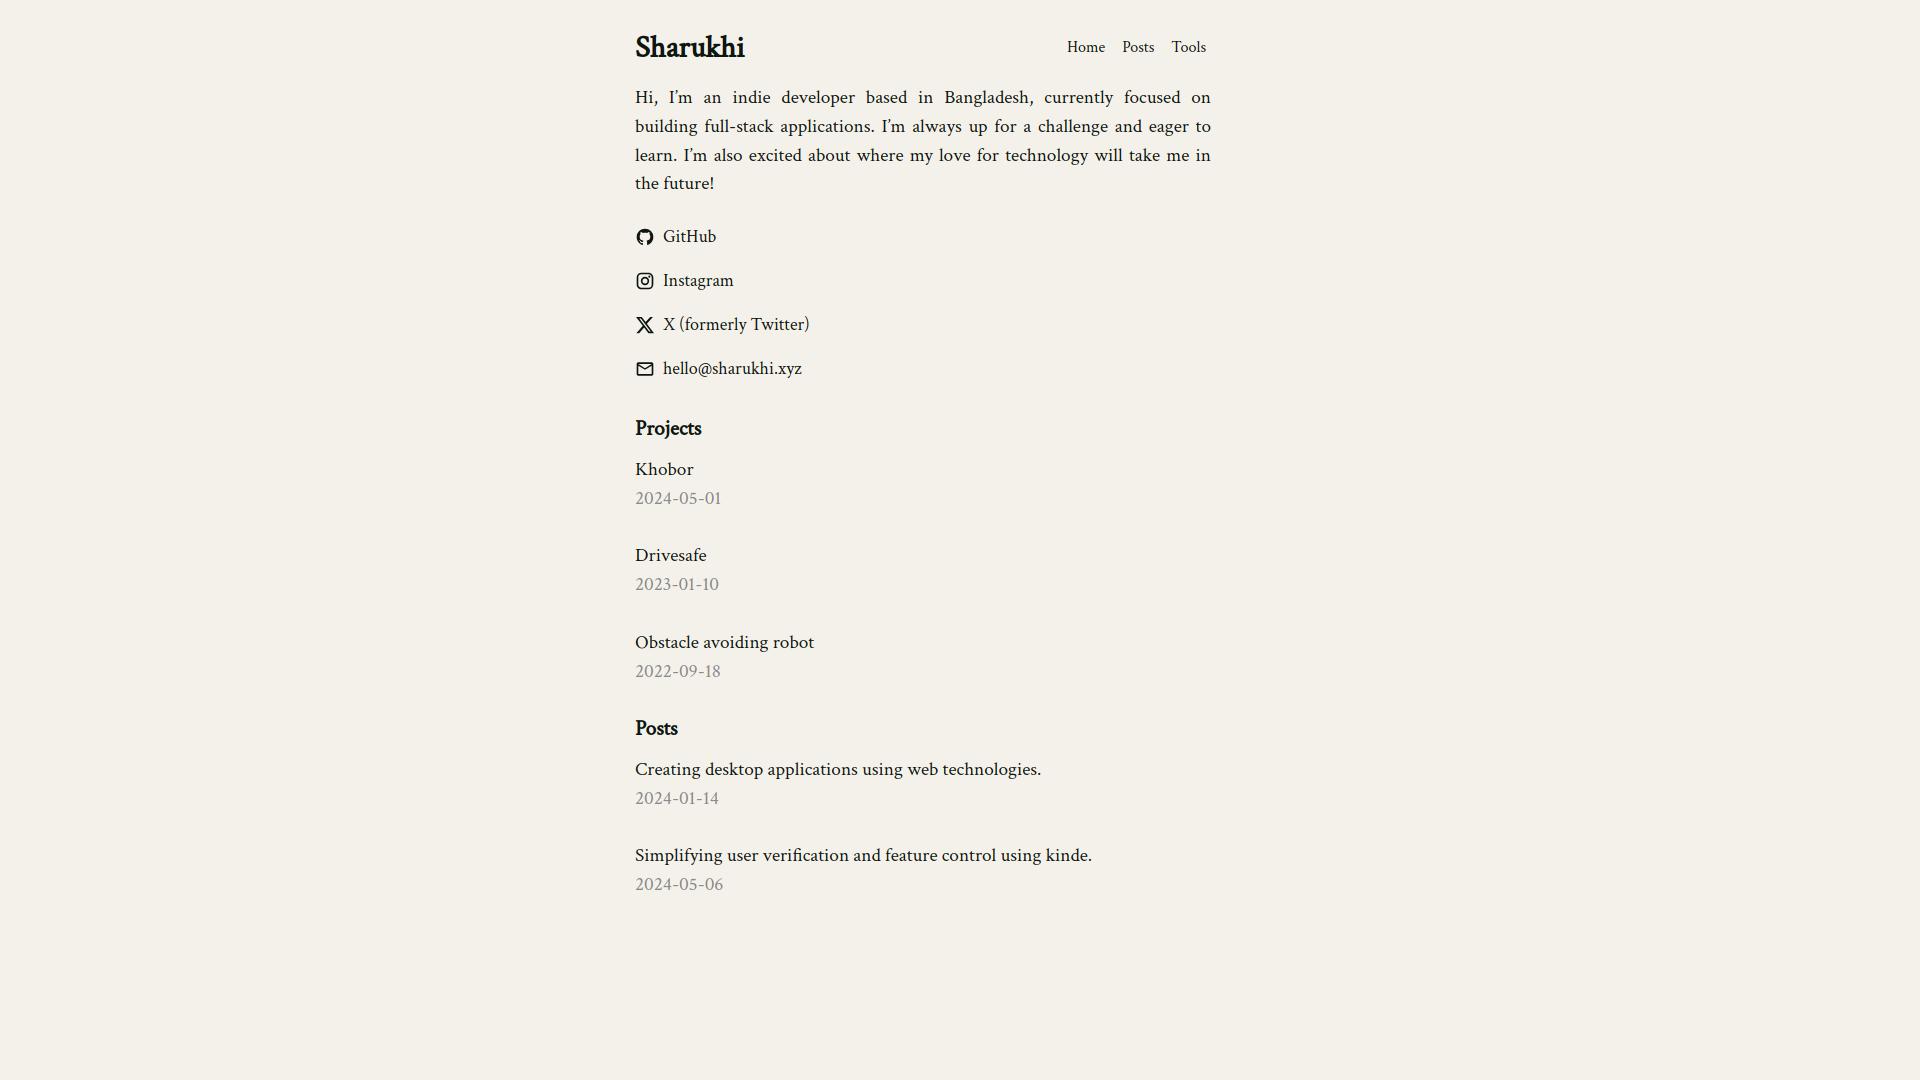 Sharukhi
Home Posts Tools
Hi, I’m an indie developer based in Bangladesh, currently focused on
building full-stack applications. I’m always up for a challenge and eager to
learn. I’m also excited about where my love for technology will take me in
the future!
GitHub
Instagram
X (formerly Twitter)
hello@sharukhi.xyz
Projects
Khobor
2024-05-01
Drivesafe
2023-01-10
Obstacle avoiding robot
2022-09-18
Posts
Creating desktop applications using web technologies.
2024-01-14
Simplifying user verification and feature control using kinde.
2024-05-06